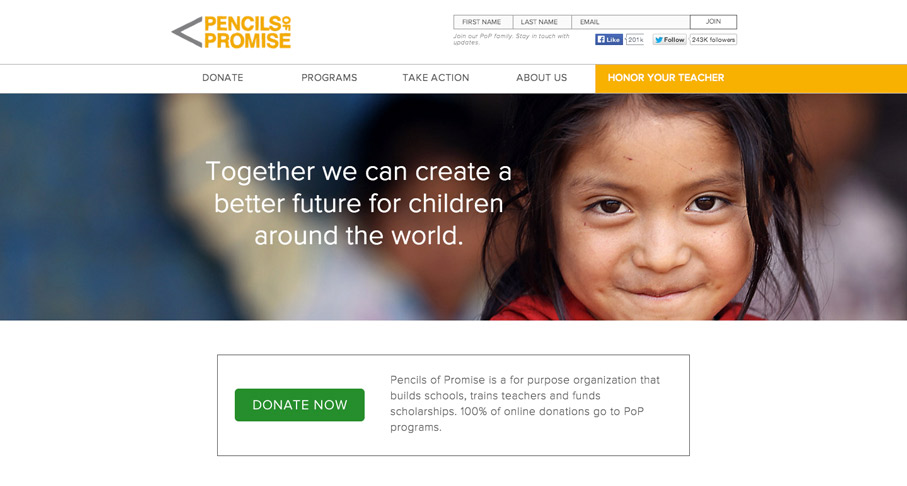 PENCILS OF
PROMISE
FIRST NAME
LAST NAME
EMAIL
JOIN
Join our PoP family. Stay in touch with
updates.
Like
201k
Follow
243K followers
DONATE
PROGRAMS
TAKE ACTION
ABOUT US
HONOR YOUR TEACHER
Together we can create a
better future for children
around the world.
DONATE NOW
Pencils of Promise is a for purpose organization that
builds schools, trains teachers and funds
scholarships. 100% of online donations go to PoP
programs.